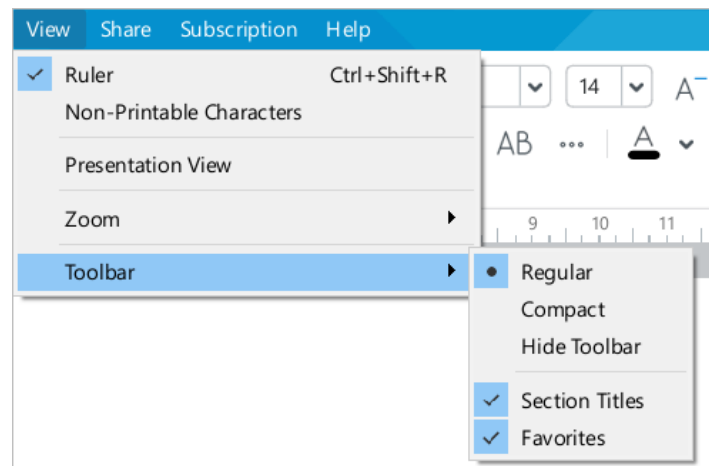 View Share Subscription Help
Ruler Ctrl+Shift+R
Non-Printable Characters
Presentation View
Zoom
Toolbar
14 A
AB A
9 10 11
Regular
Compact
Hide Toolbar
Section Titles
Favorites